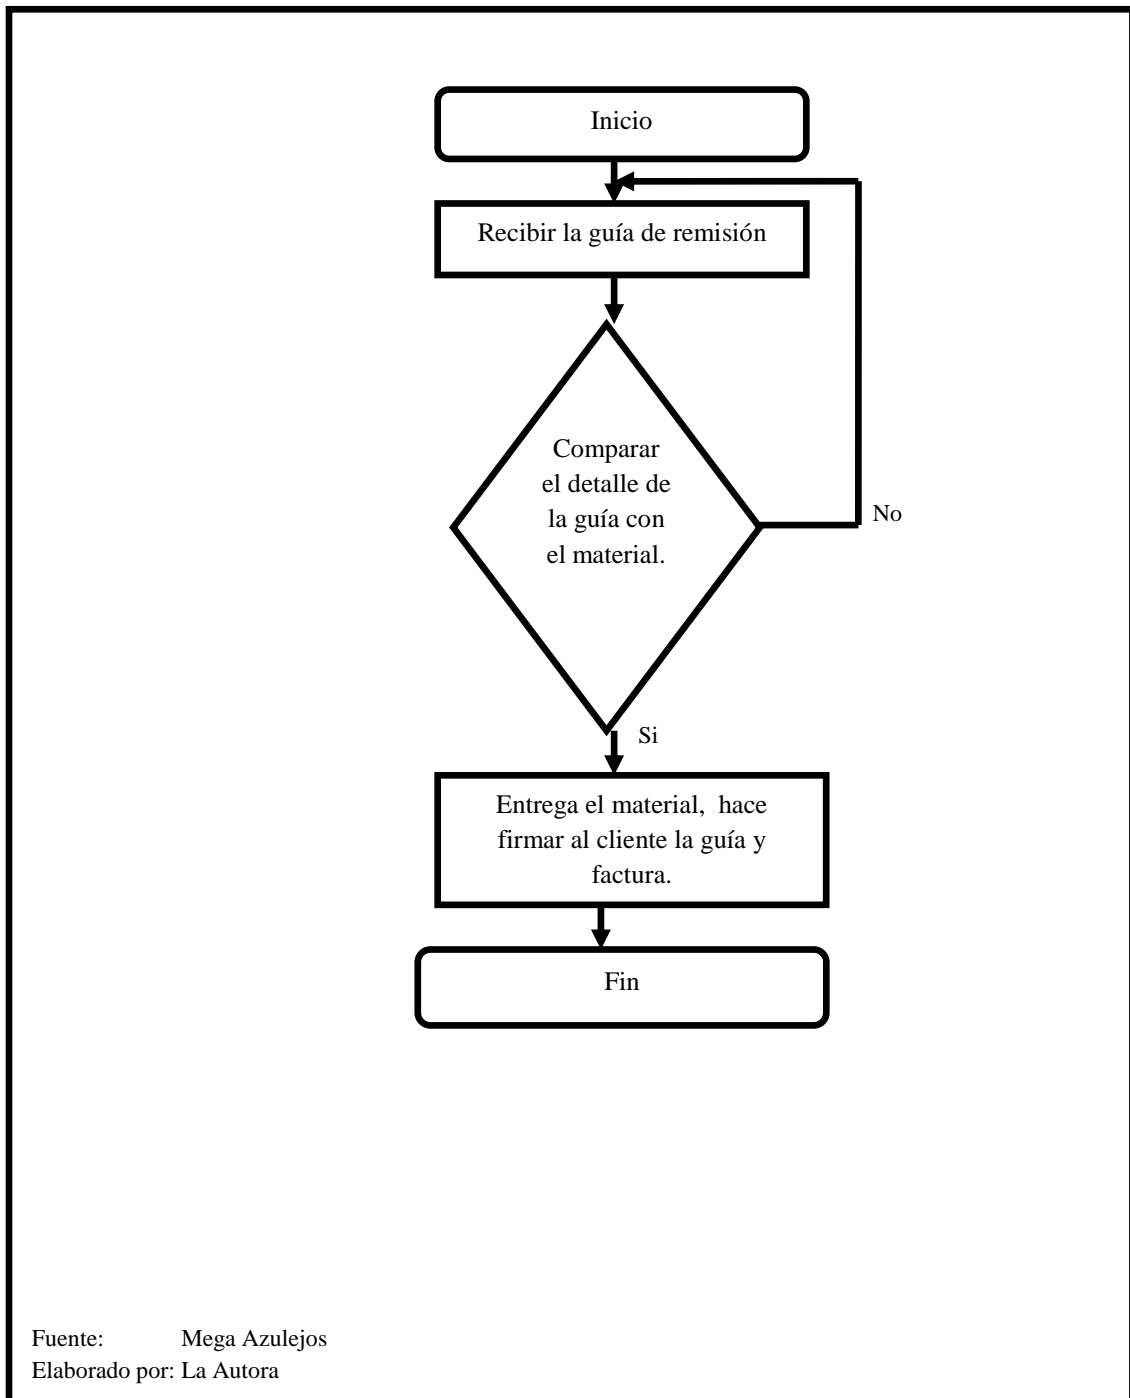 Inicio
Recibir la guía de remisión
Comparar
el detalle de
la guía con
el material.
No
Si
Entrega el material, hace
firmar al cliente la guía y
factura.
Fin
Fuente: Mega Azulejos
Elaborado por: La Autora